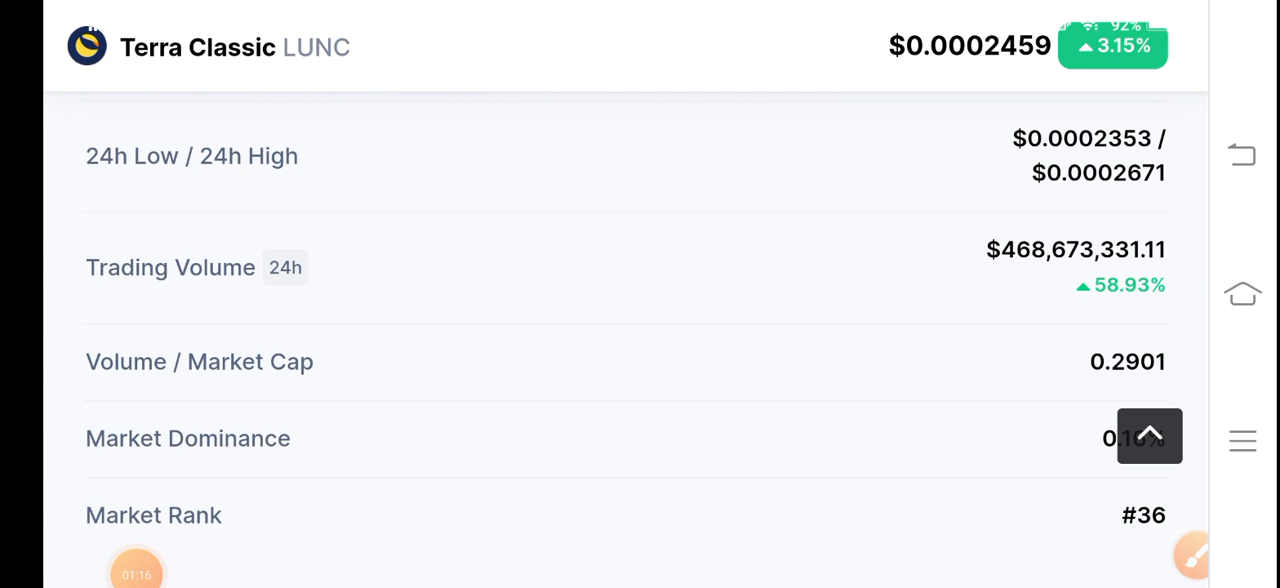 92%
Terra Classic LUNC
$0.0002459
3.15%
24h Low / 24h High
$0.0002353 /
$0.0002671
Trading Volume 24h
$468,673,331.11
58.93%
Volume / Market Cap
0.2901
Market Dominance
Market Rank
#36
01:16